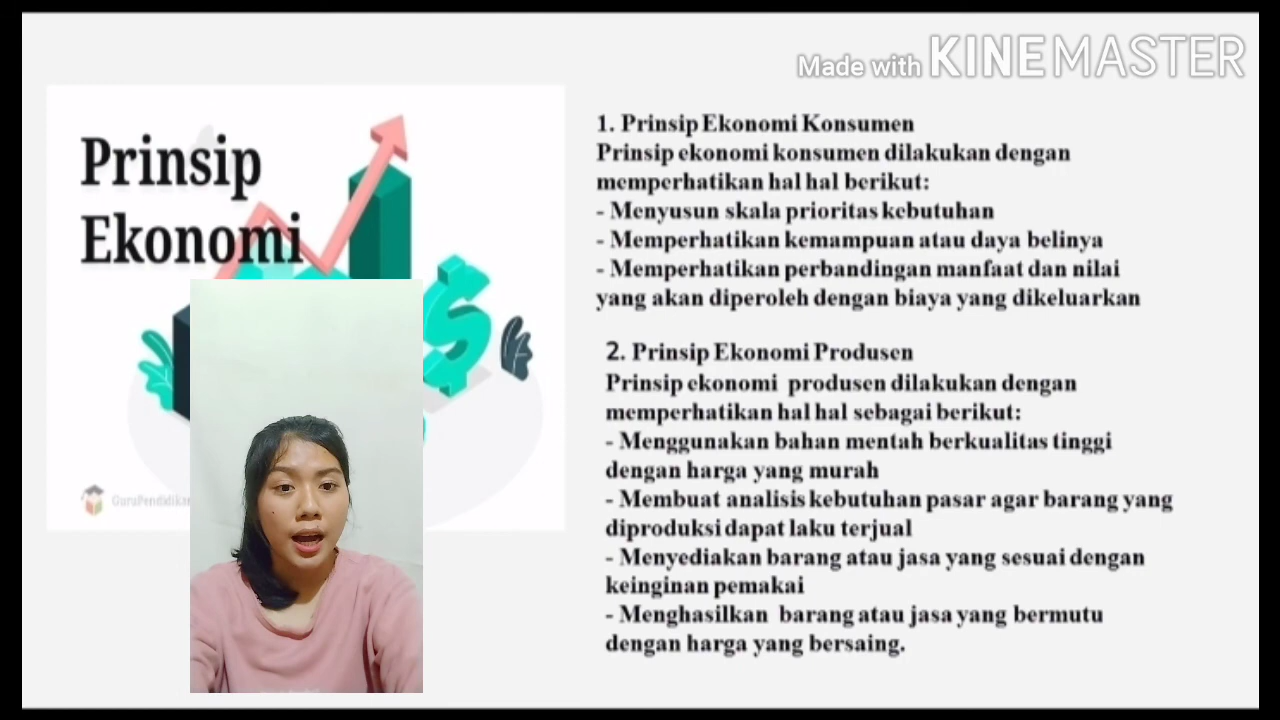 Made with KINEMASTER
Prinsip
Ekonomi
1. Prinsip Ekonomi Konsumen
Prinsip ekonomi konsumen dilakukan dengan
memperhatikan hal hal berikut:
- Menyusun skala prioritas kebutuhan
- Memperhatikan kemampuan atau daya belinya
- Memperhatikan perbandingan manfaat dan nilai
yang akan diperoleh dengan biaya yang dikeluarkan
2. Prinsip Ekonomi Produsen
Prinsip ekonomi produsen dilakukan dengan
memperhatikan hal hal sebagai berikut:
- Menggunakan bahan mentah berkualitas tinggi
dengan harga yang murah
- Membuat analisis kebutuhan pasar agar barang yang
diproduksi dapat laku terjual
- Menyediakan barang atau jasa yang sesuai dengan
keinginan pemakai
- Menghasilkan barang atau jasa yang bermutu
dengan harga yang bersaing.